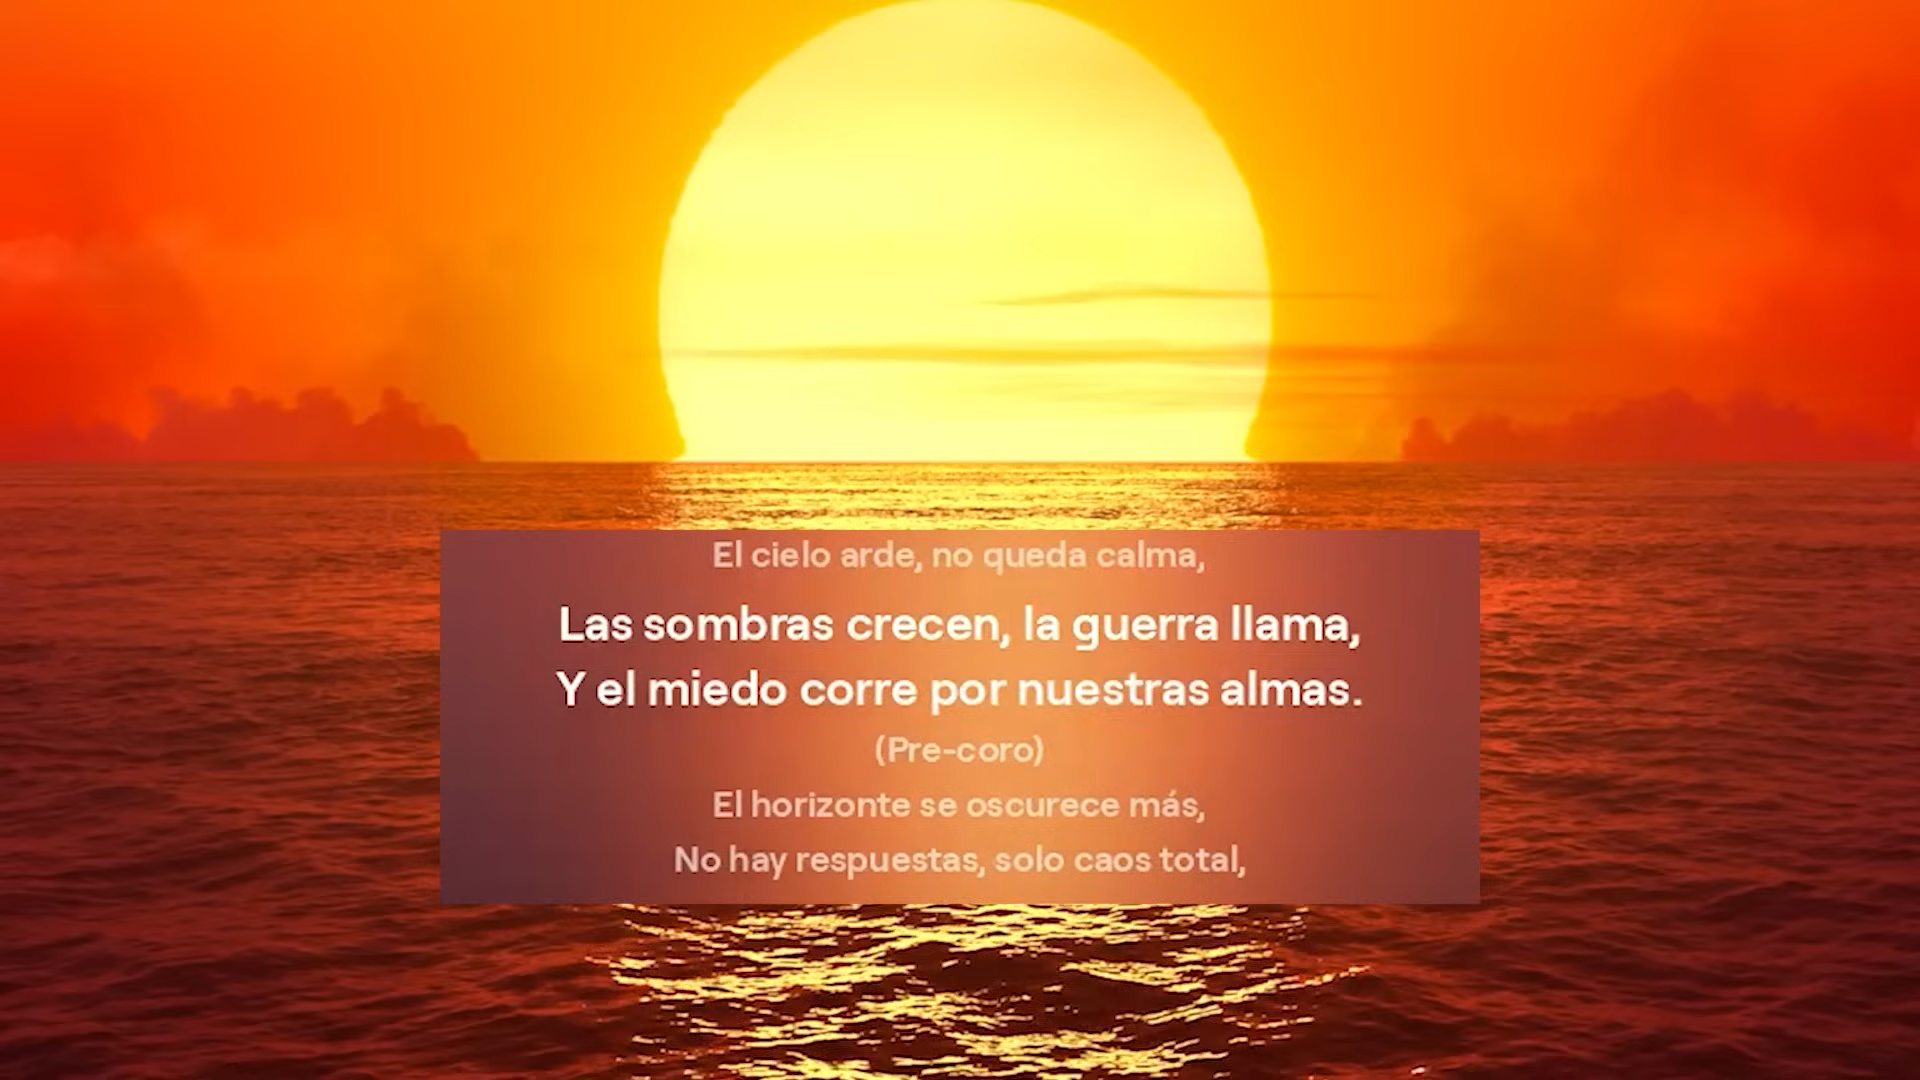 El cielo arde, no queda calma,
Las sombras crecen, la guerra llama,
Y el miedo corre por nuestras almas.
(Pre-coro)
El horizonte se oscurece más,
No hay respuestas, solo caos total,